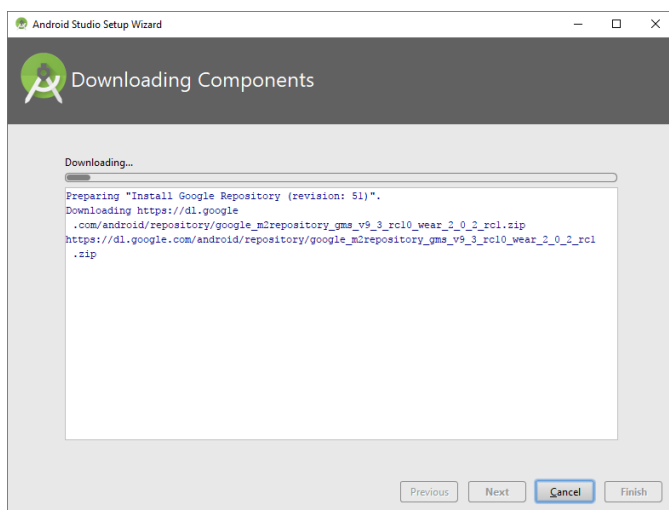 Android Studio Setup Wizard
Downloading Components
Downloading...
Preparing "Install Google Repository (revision: 51)".
Downloading https://dl.google
.com/android/repository/google_m2repository_gms_v9_3_rc10_wear_2_0_2_rc1.zip
https://dl.google.com/android/repository/google_m2repository_gms_v9_3_rc10_wear_2_0_2_rc1
.zip
Previous Next Cancel Finish